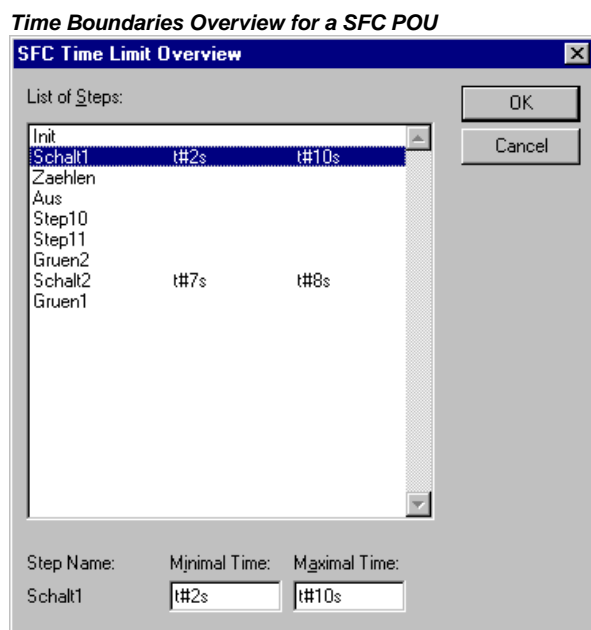 Time Boundaries Overview for a SFC POU
SFC Time Limit Overview
List of Steps:
OK
Cancel
Init
Schalt1 t#2s t#10s
Zaehlen
Aus
Step10
Step11
Gruen2
Schalt2 t#7s t#8s
Gruen1
Step Name: Minimal Time: Maximal Time:
Schalt1 t#2s t#10s